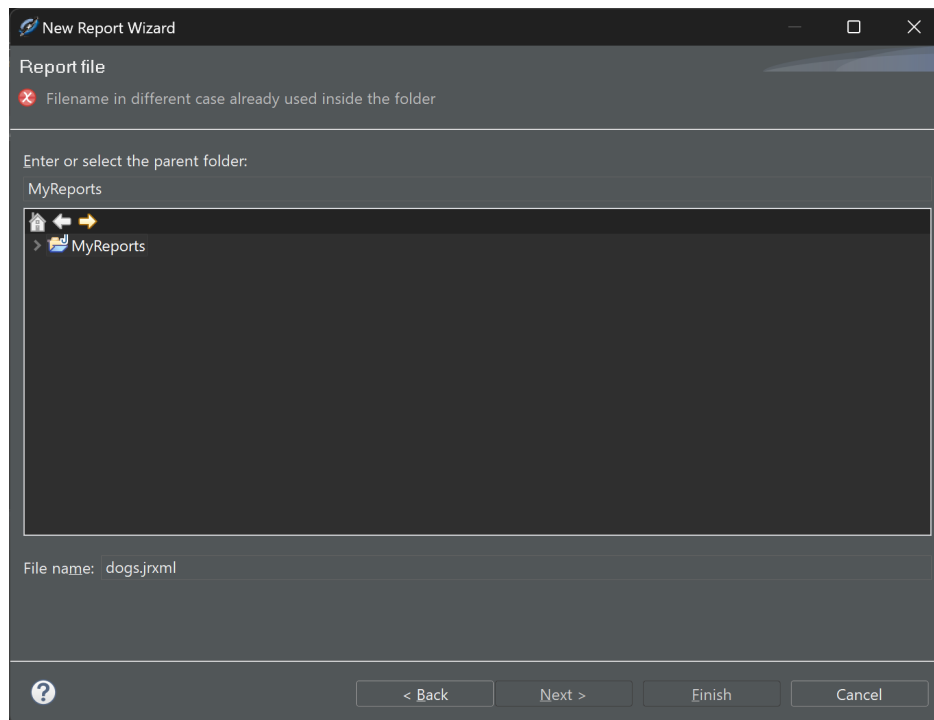 New Report Wizard
Report file
Filename in different case already used inside the folder
Enter or select the parent folder:
MyReports
MyReports
File name: dogs.jrxml
? < Back Next > Finish Cancel